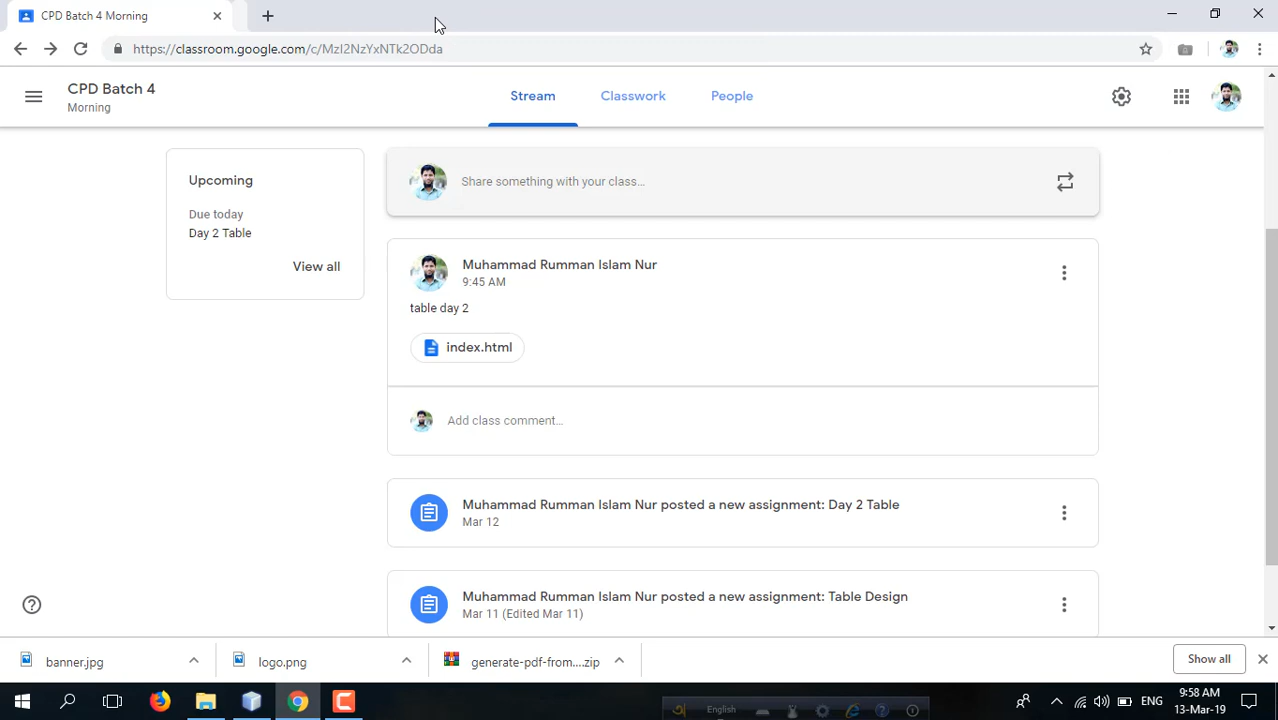 CPD Batch 4 Morning
https://classroom.google.com/c/MzI2NzYxNTk2ODda
CPD Batch 4
Morning
Stream
Classwork
People
Upcoming
Due today
Day 2 Table
View all
Share something with your class...
Muhammad Rumman Islam Nur
9:45 AM
table day 2
index.html
Add class comment...
Muhammad Rumman Islam Nur posted a new assignment: Day 2 Table
Mar 12
Muhammad Rumman Islam Nur posted a new assignment: Table Design
Mar 11 (Edited Mar 11)
banner.jpg
logo.png
generate-pdf-from....zip
Show all
English
ENG
9:58 AM
13-Mar-19